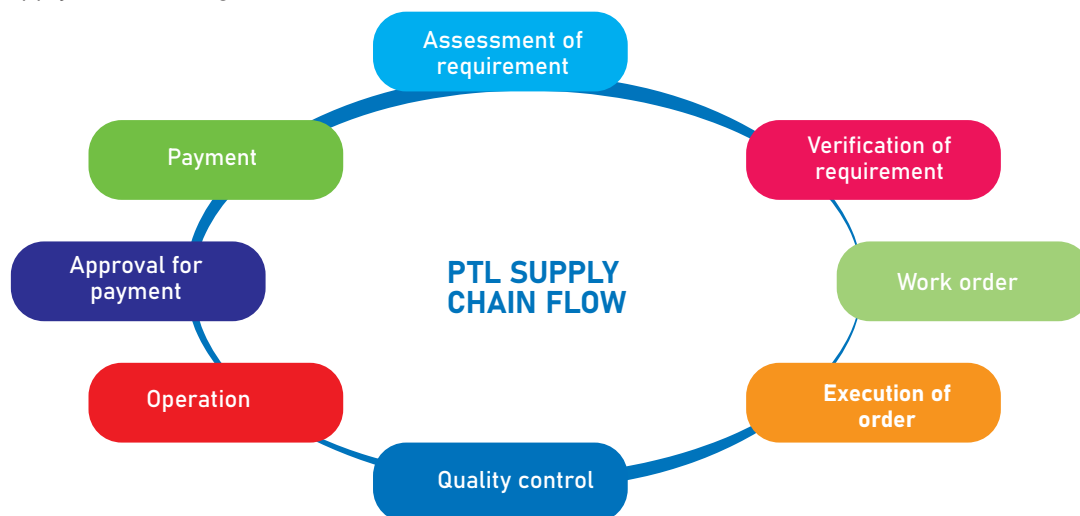 Assessment of
requirement
Verification of
requirement
Work order
Execution of
order
Quality control
Operation
Approval for
payment
Payment
PTL SUPPLY
CHAIN FLOW